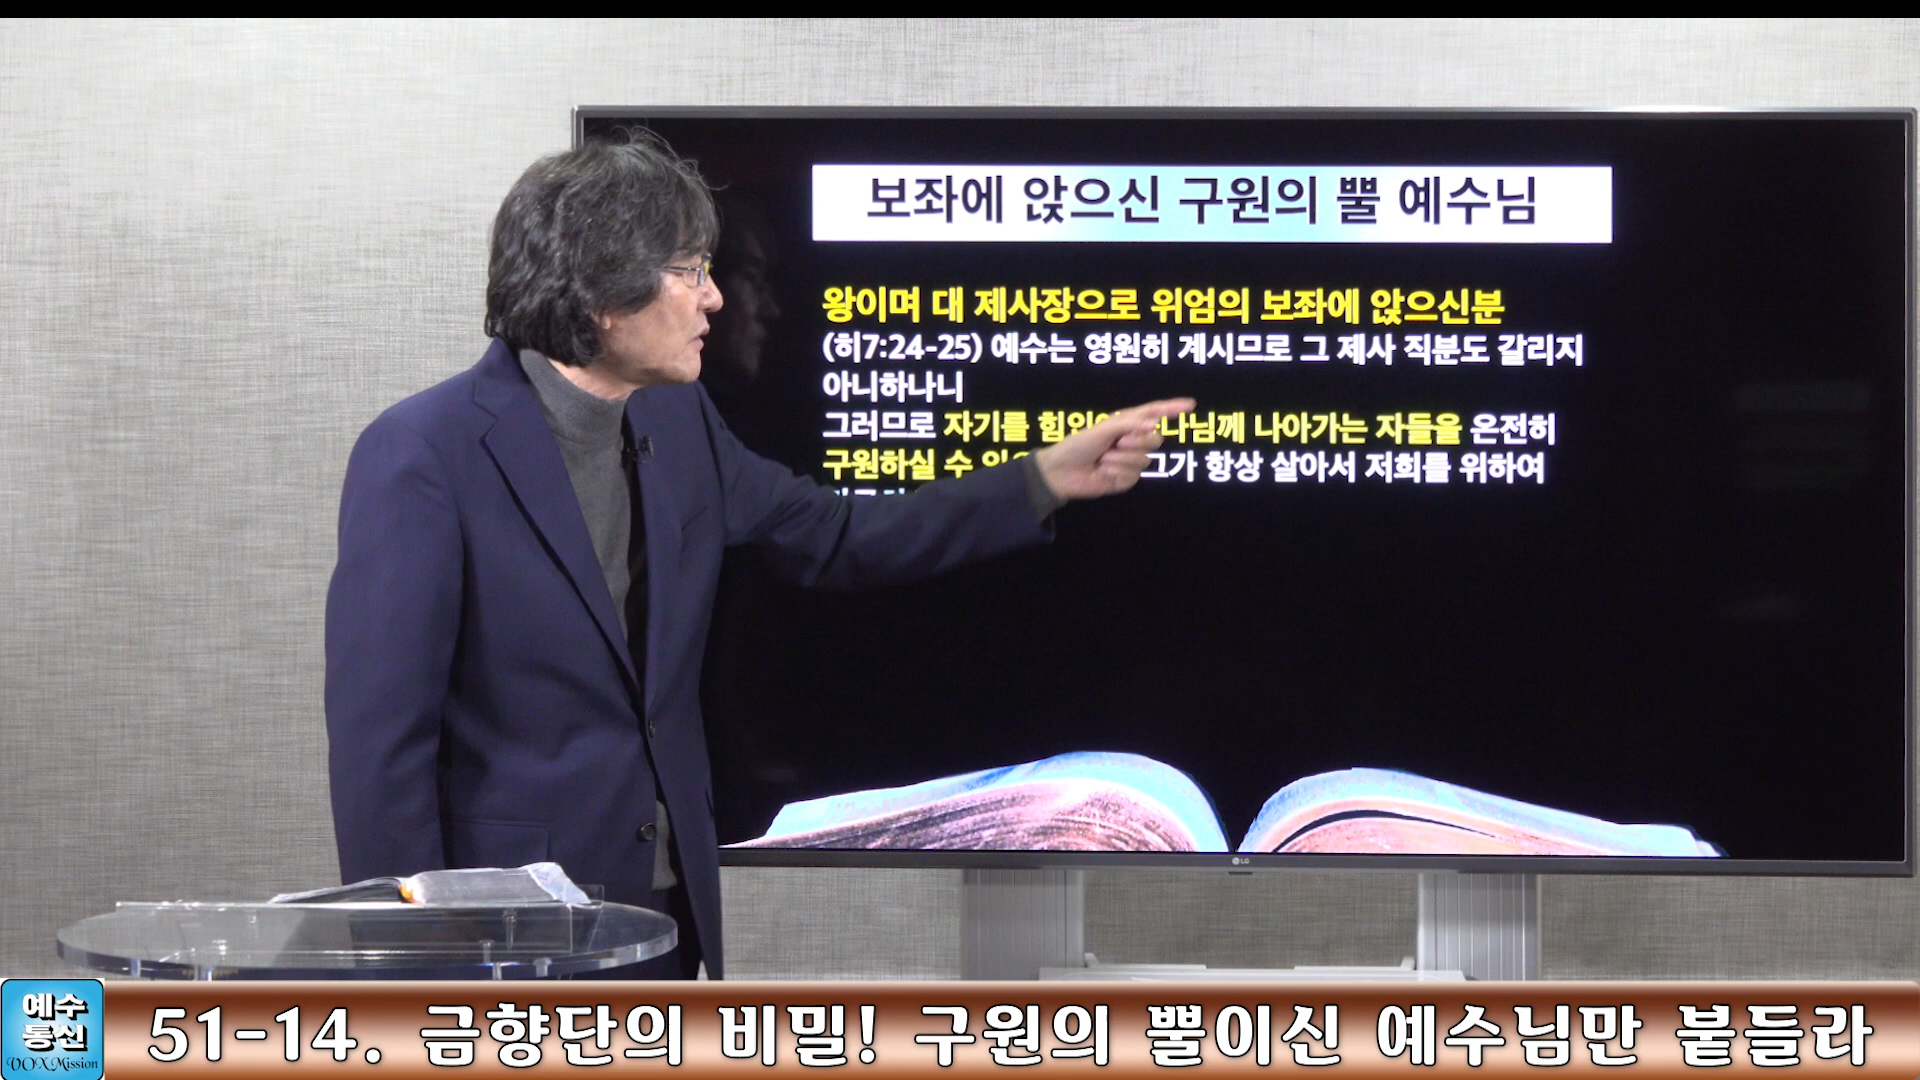 보좌에 앉으신 구원의 뿔 예수님
왕이며 대 제사장으로 위엄의 보좌에 앉으신분
(히7:24-25) 예수는 영원히 계시므로 그 제사 직분도 갈리지
아니하나니
그러므로 자기를 나아가는 자들을 온전히
구원하실 수 그가 항상 살아서 저희를 위하여
LG
예수
통신
VOX Mission
51-14. 금향단의 비밀! 구원의 뿔이신 예수님만 붙들라